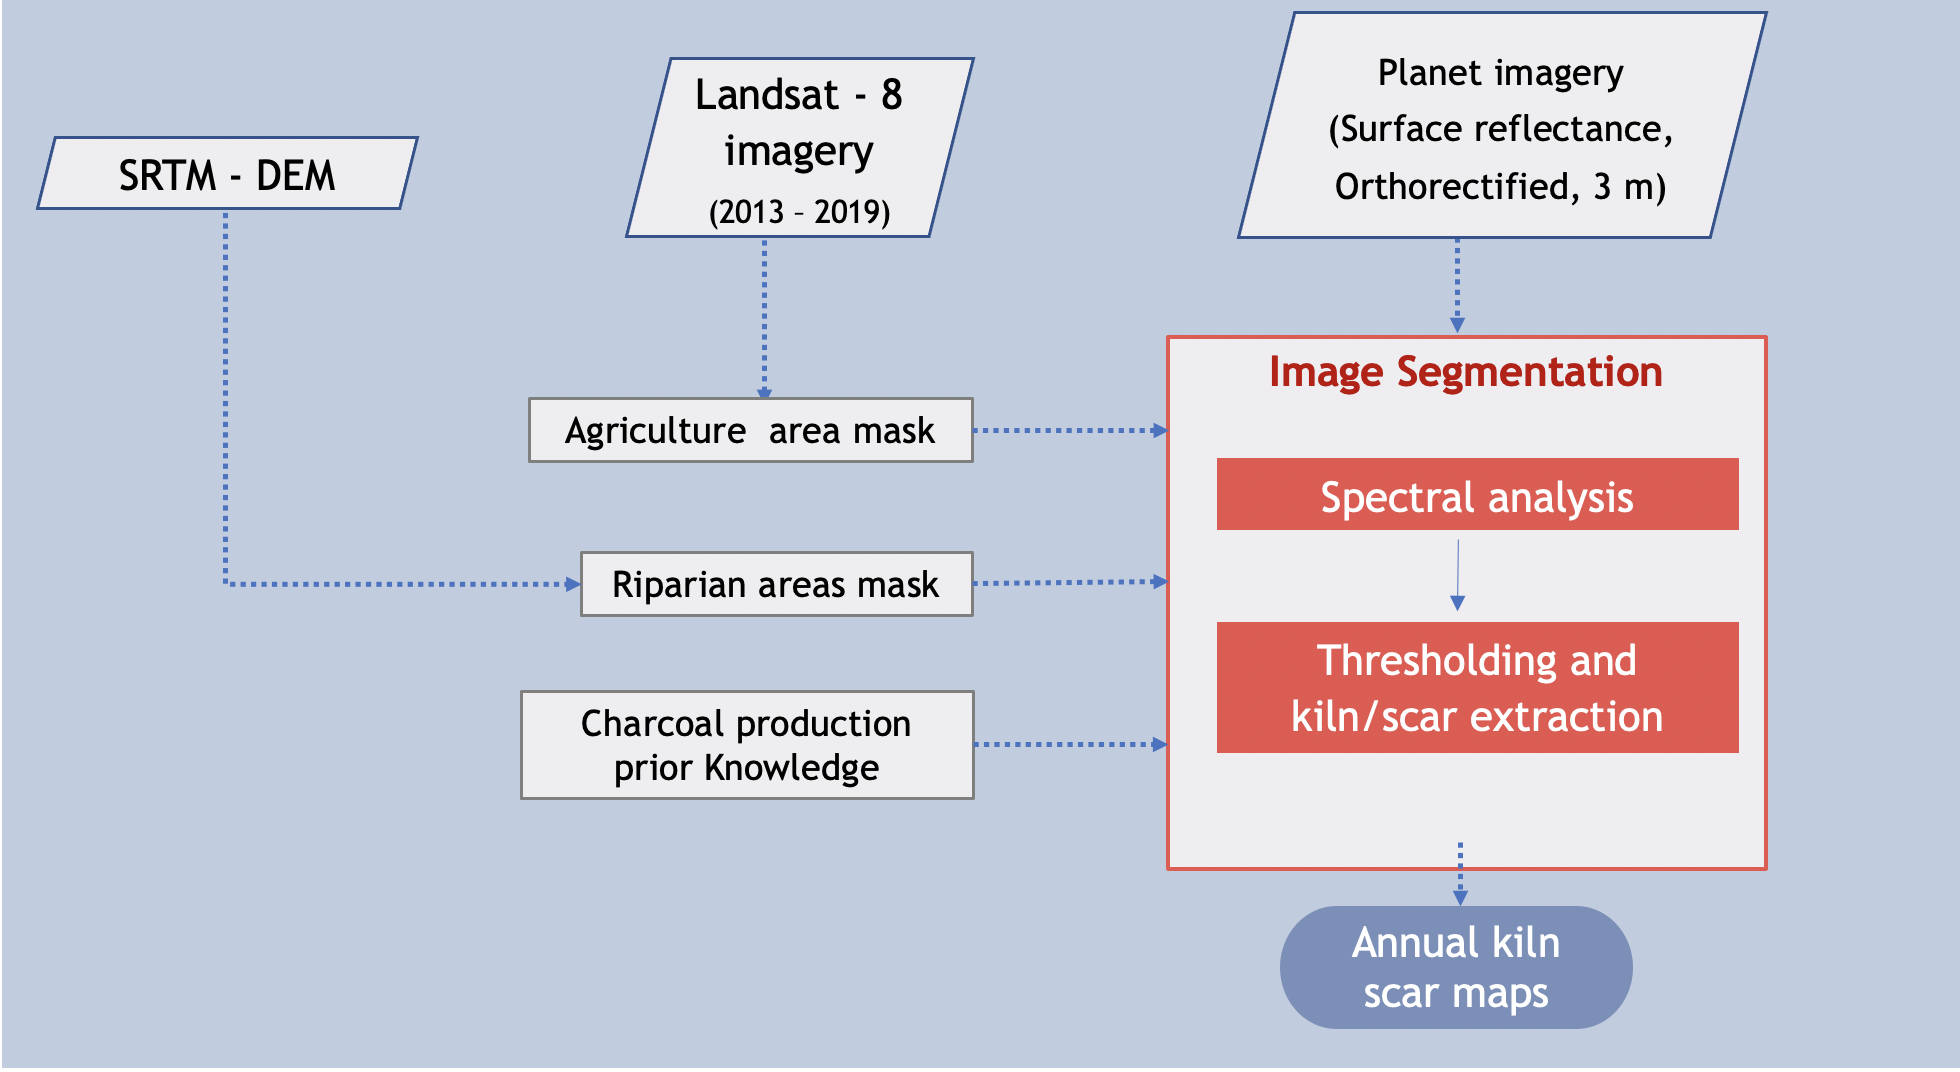 SRTM - DEM
Landsat - 8
imagery
(2013 – 2019)
Planet imagery
(Surface reflectance,
Orthorectified, 3 m)
Agriculture  area mask
Riparian areas mask
Charcoal production
prior Knowledge
Image Segmentation
Spectral analysis
Thresholding and
kiln/scar extraction
Annual kiln
scar maps